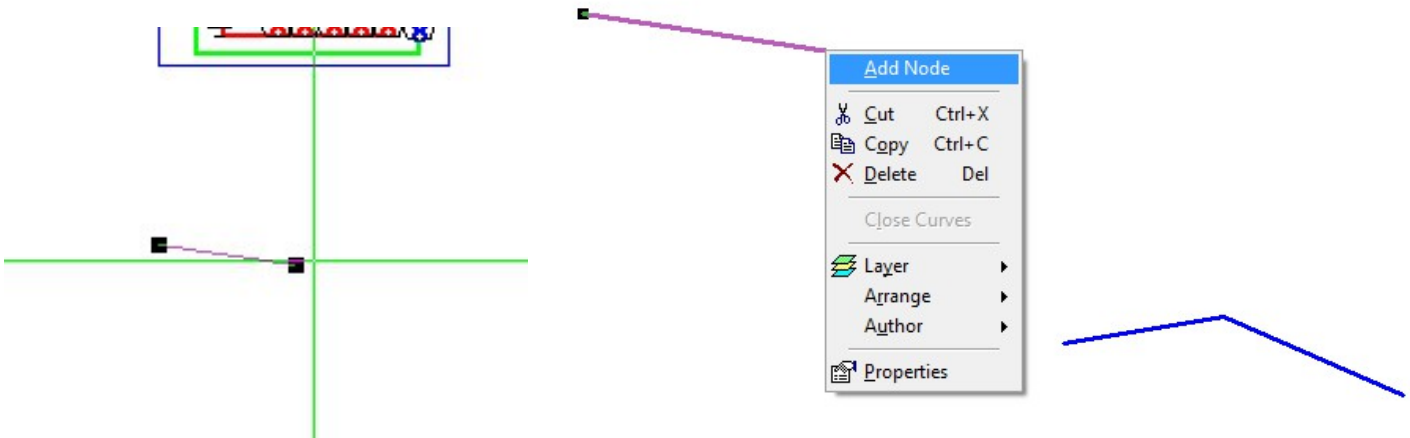 Add Node
Cut Ctrl+X
Copy Ctrl+C
Delete Del
Close Curves
Layer
Arrange
Author
Properties